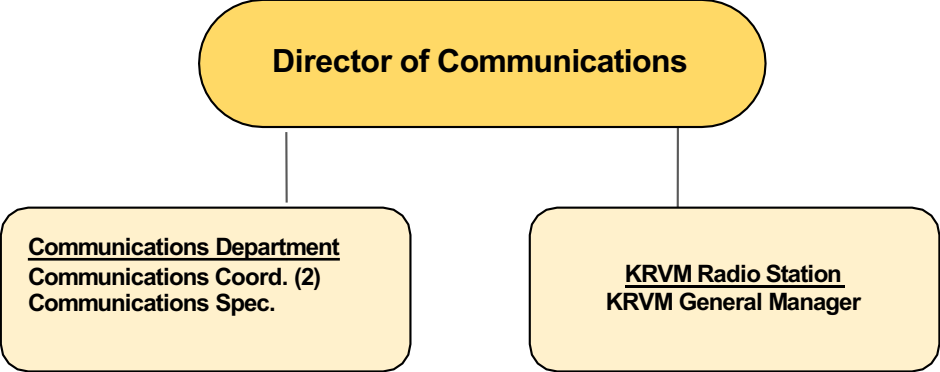 Director of Communications
Communications Department
Communications Coord. (2)
Communications Spec.
KRVM Radio Station
KRVM General Manager